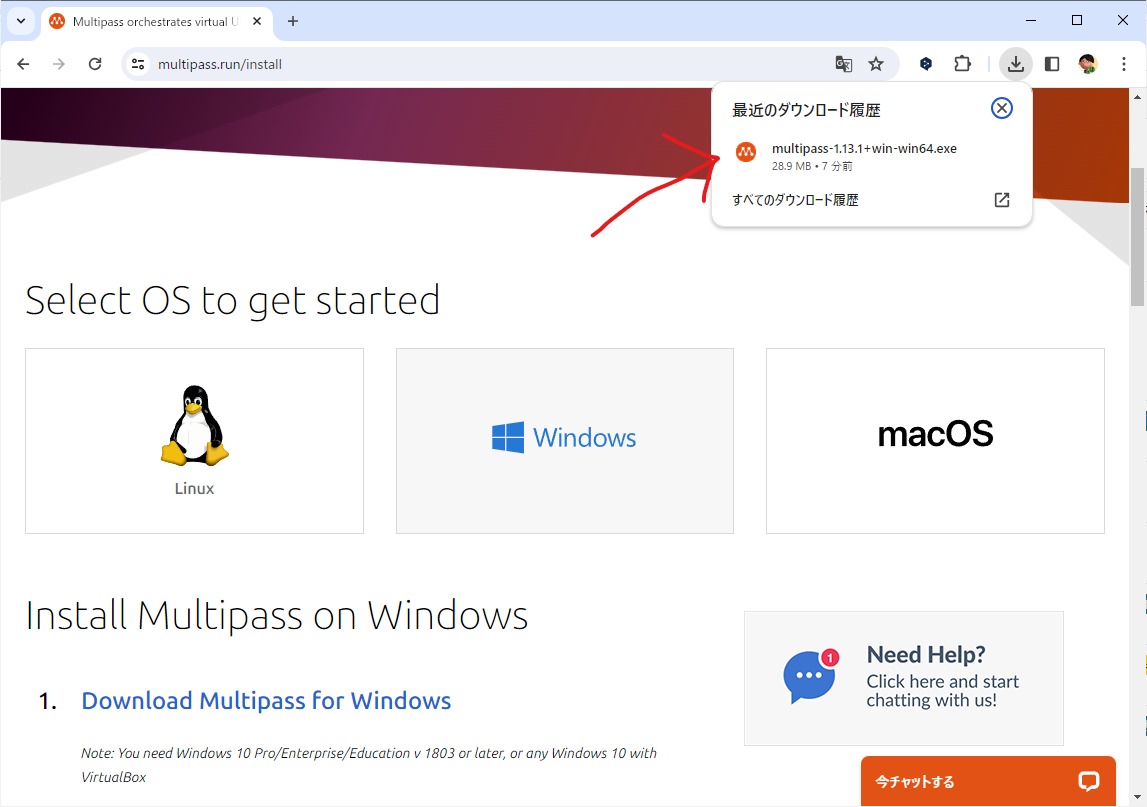 Multipass orchestrates virtual U
multipass.run/install
最近のダウンロード履歴
multipass-1.13.1+win-win64.exe
28.9 MB • 7 分前
すべてのダウンロード履歴
Select OS to get started
Linux
Windows
macOS
Install Multipass on Windows
1. Download Multipass for Windows
Note: You need Windows 10 Pro/Enterprise/Education v 1803 or later, or any Windows 10 with
VirtualBox
1
Need Help?
Click here and start
chatting with us!
今チャットする